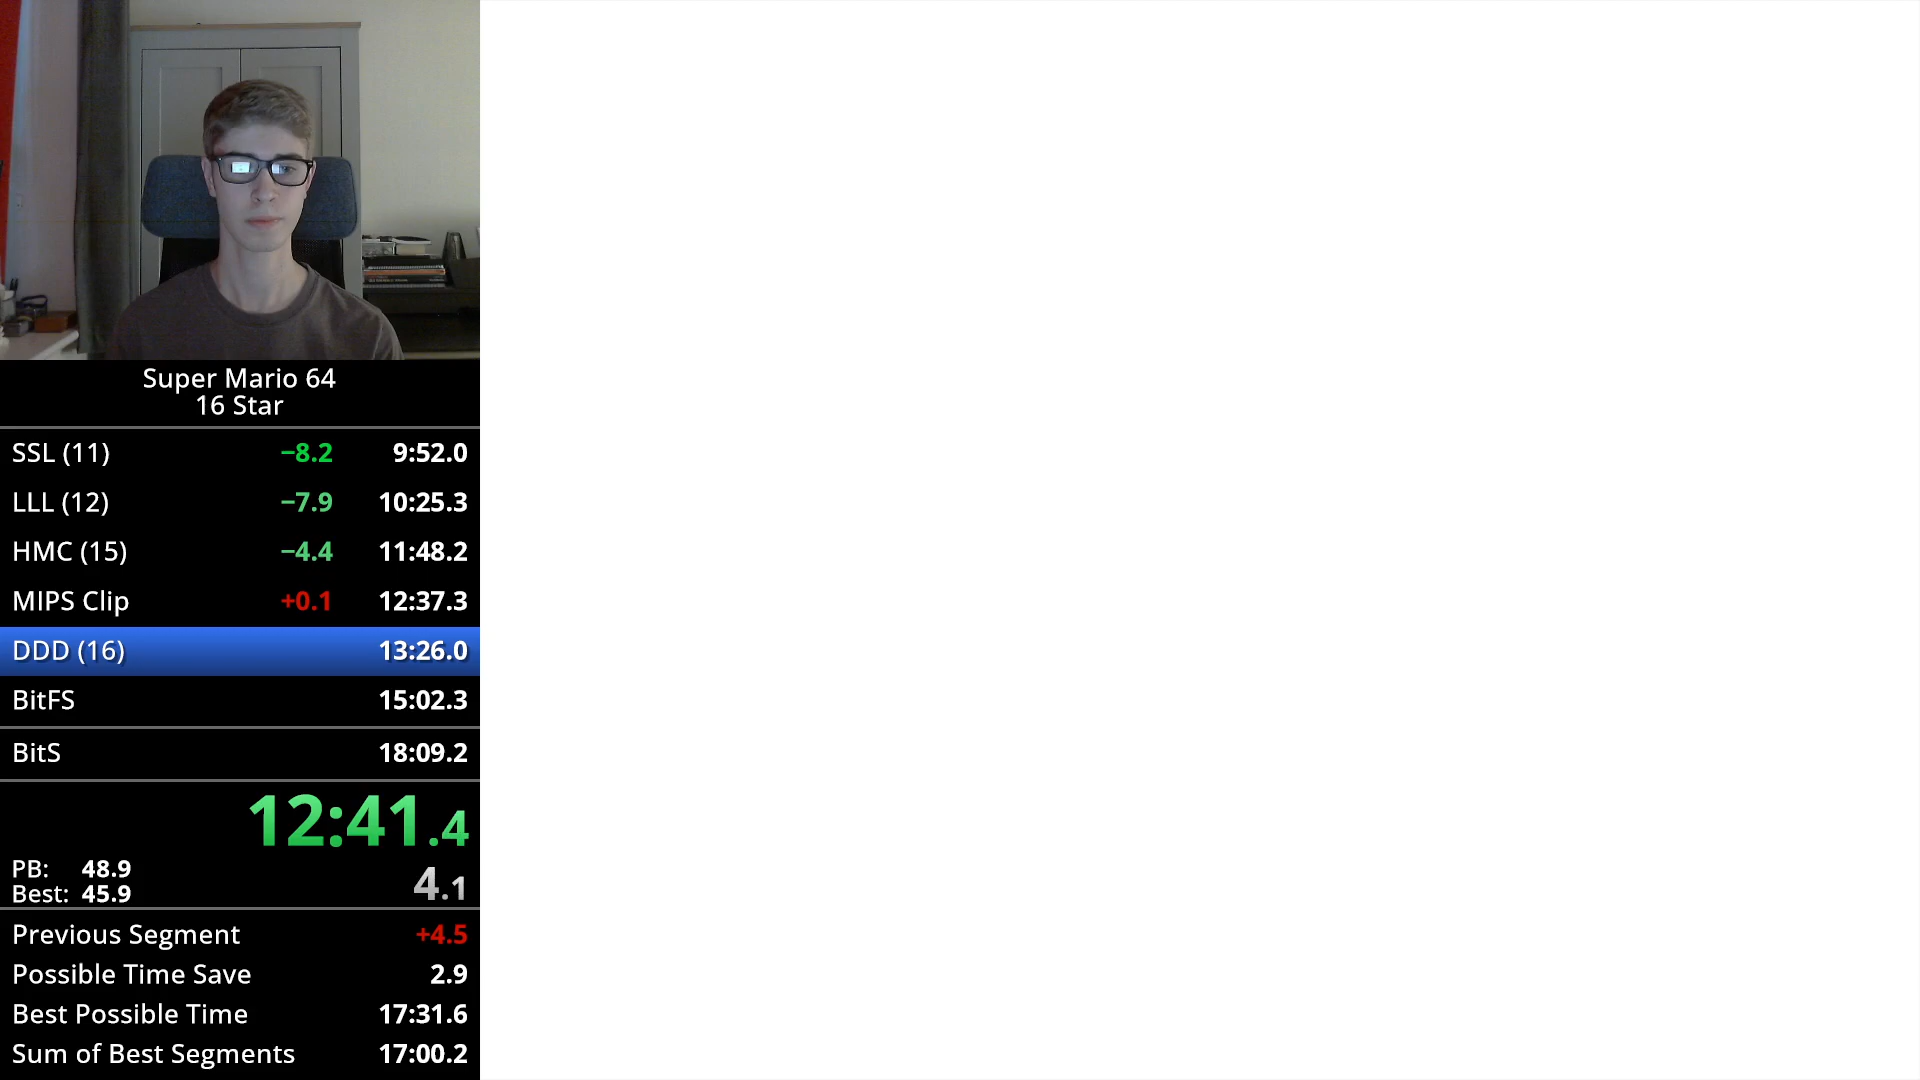 Super Mario 64
16 Star
SSL (11) −8.2 9:52.0
LLL (12) −7.9 10:25.3
HMC (15) −4.4 11:48.2
MIPS Clip +0.1 12:37.3
DDD (16) 13:26.0
BitFS 15:02.3
BitS 18:09.2
12:41.4
PB: 48.9
Best: 45.9
4.1
Previous Segment +4.5
Possible Time Save 2.9
Best Possible Time 17:31.6
Sum of Best Segments 17:00.2